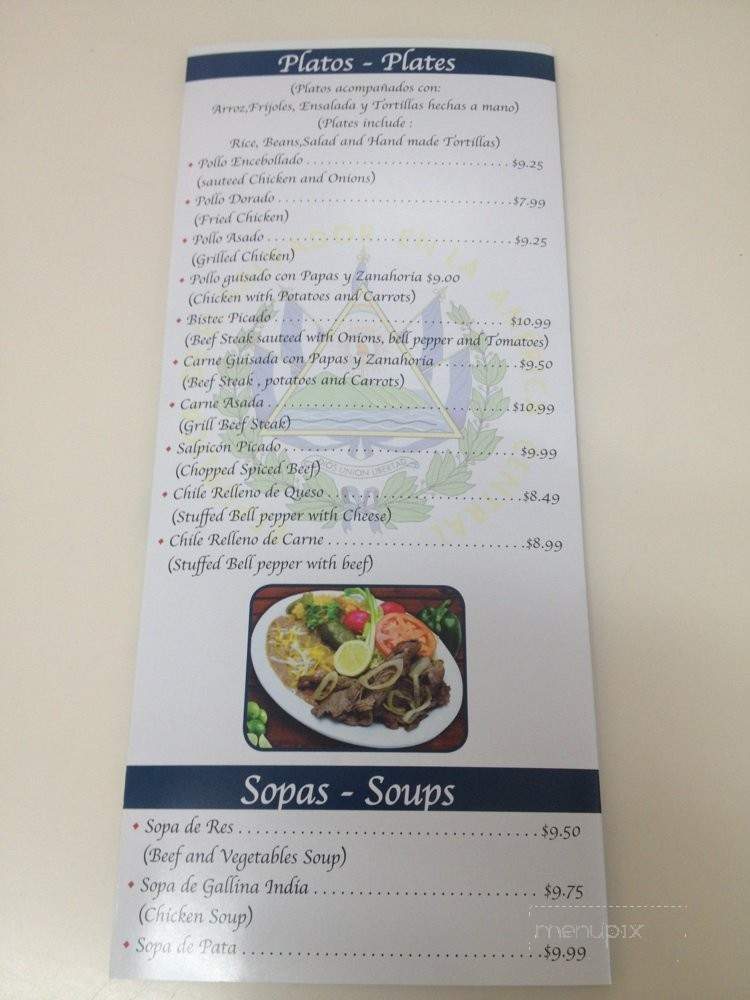 Platos - Plates
(Platos acompañados con:
Arroz,Frijoles, Ensalada y Tortillas hechas a mano)
(Plates include :
Rice, Beans,Salad and Hand made Tortillas)
Pollo Encebollado . . . . . . . . . . . . . . . . . . . . . . . . . . . . $9.25
(sauteed Chicken and Onions)
Pollo Dorado . . . . . . . . . . . . . . . . . . . . . . . . . . . . . . . . $7.99
(Fried Chicken)
Pollo Asado . . . . . . . . . . . . . . . . . . . . . . . . . . . . . . . . . $9.25
(Grilled Chicken)
Pollo guisado con Papas y Zanahoria $9.00
(Chicken with Potatoes and Carrots)
Bistec Picado . . . . . . . . . . . . . . . . . . . . . . . . . . . . . . $10.99
(Beef Steak sauteed with Onions, bell pepper and Tomatoes)
Carne Guisada con Papas y Zanahoria . . . . . . . . . . . $9.50
(Beef Steak , potatoes and Carrots)
Carne Asada . . . . . . . . . . . . . . . . . . . . . . . . . . . . . . . $10.99
(Grill Beef Steak)
Salpicón Picado . . . . . . . . . . . . . . . . . . . . . . . . . . . . . $9.99
(Chopped Spiced Beef)
Chile Relleno de Queso . . . . . . . . . . . . . . . . . . . . . . . . $8.49
(Stuffed Bell pepper with Cheese)
Chile Relleno de Carne . . . . . . . . . . . . . . . . . . . . . . . . $8.99
(Stuffed Bell pepper with beef)
DIOS UNION LIBERTAD
Sopas - Soups
Sopa de Res . . . . . . . . . . . . . . . . . . . . . . . . . . . . . . . . . . $9.50
(Beef and Vegetables Soup)
Sopa de Gallina India . . . . . . . . . . . . . . . . . . . . . . . . $9.75
(Chicken Soup)
Sopa de Pata . . . . . . . . . . . . . . . . . . . . . . . . . . . . . . . . . $9.99
menupix